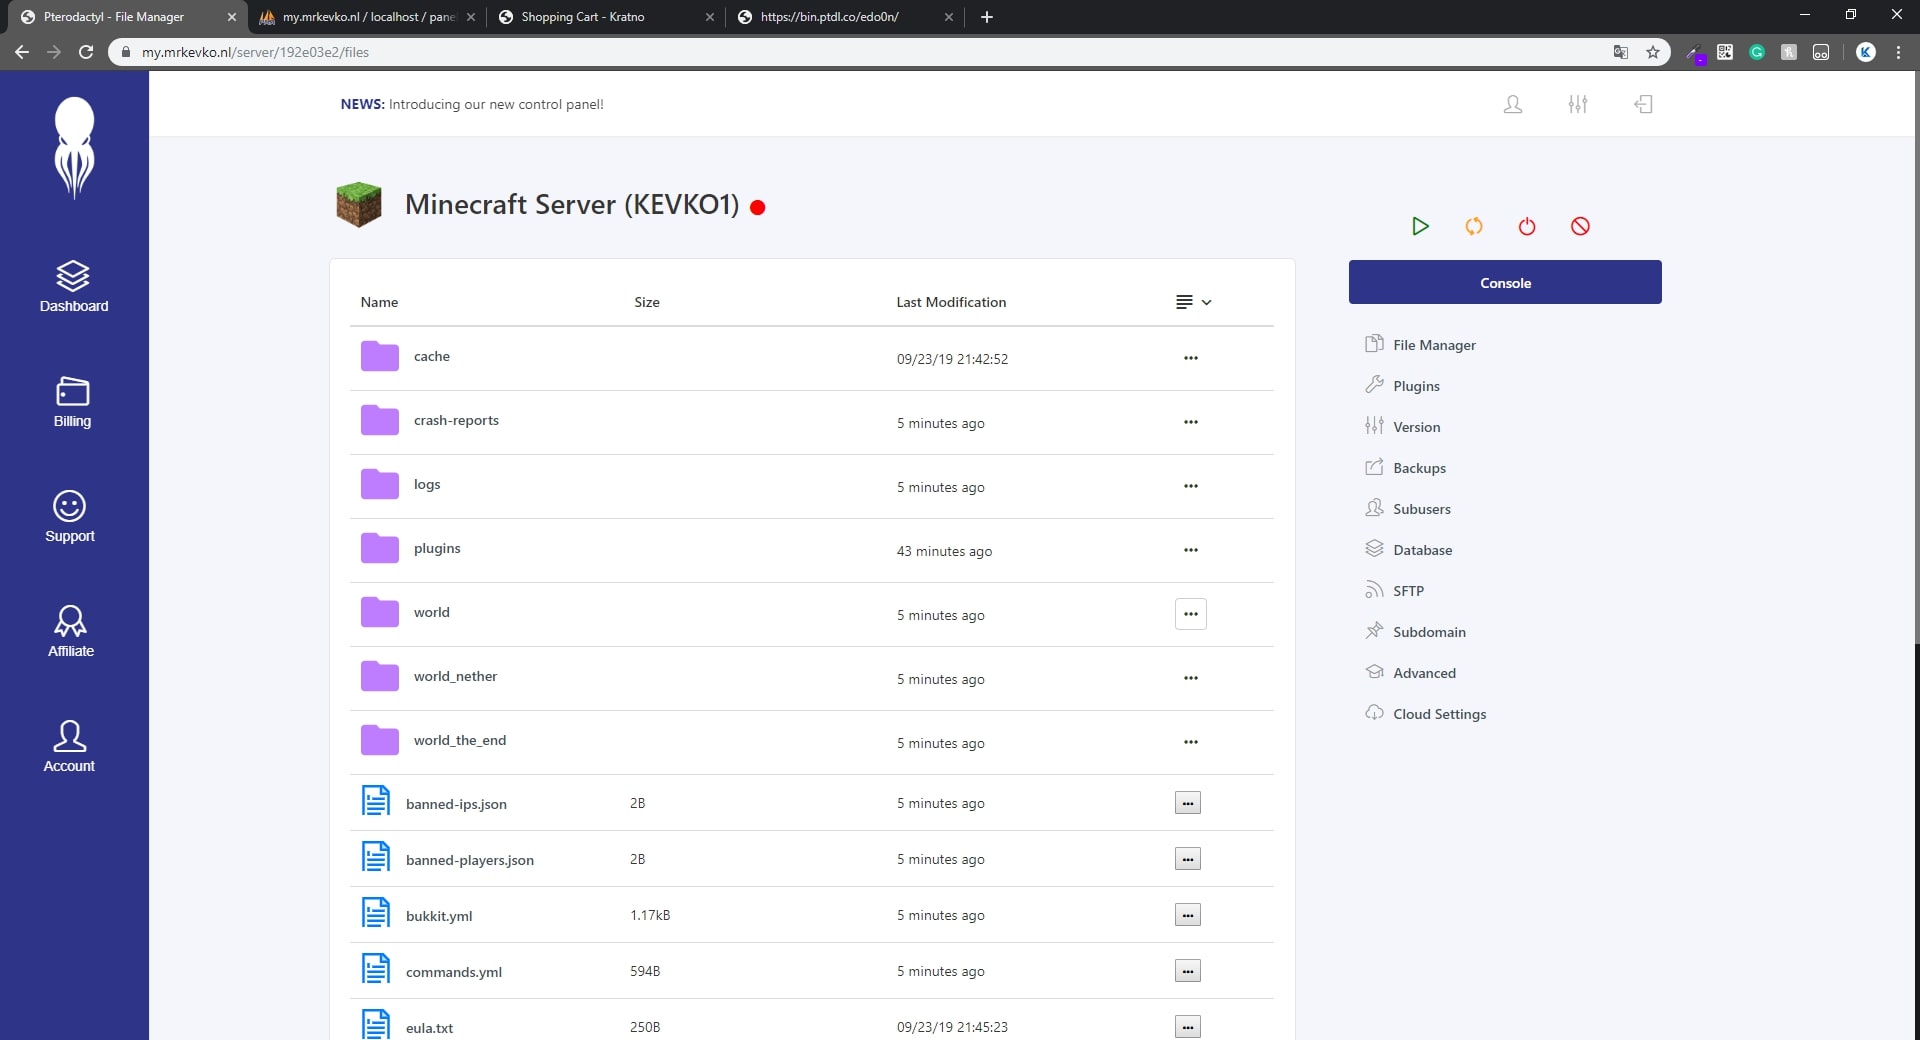 Pterodactyl - File Manager
my.mrkevko.nl / localhost / pane
Shopping Cart - Kratno
https://bin.ptdl.co/edo0n/
my.mrkevko.nl/server/192e03e2/files
NEWS: Introducing our new control panel!
Minecraft Server (KEVKO1)
Dashboard
Billing
Support
Affiliate
Account
Name Size Last Modification
cache 09/23/19 21:42:52
crash-reports 5 minutes ago
logs 5 minutes ago
plugins 43 minutes ago
world 5 minutes ago
world_nether 5 minutes ago
world_the_end 5 minutes ago
banned-ips.json 2B 5 minutes ago
banned-players.json 2B 5 minutes ago
bukkit.yml 1.17kB 5 minutes ago
commands.yml 594B 5 minutes ago
eula.txt 250B 09/23/19 21:45:23
Console
File Manager
Plugins
Version
Backups
Subusers
Database
SFTP
Subdomain
Advanced
Cloud Settings